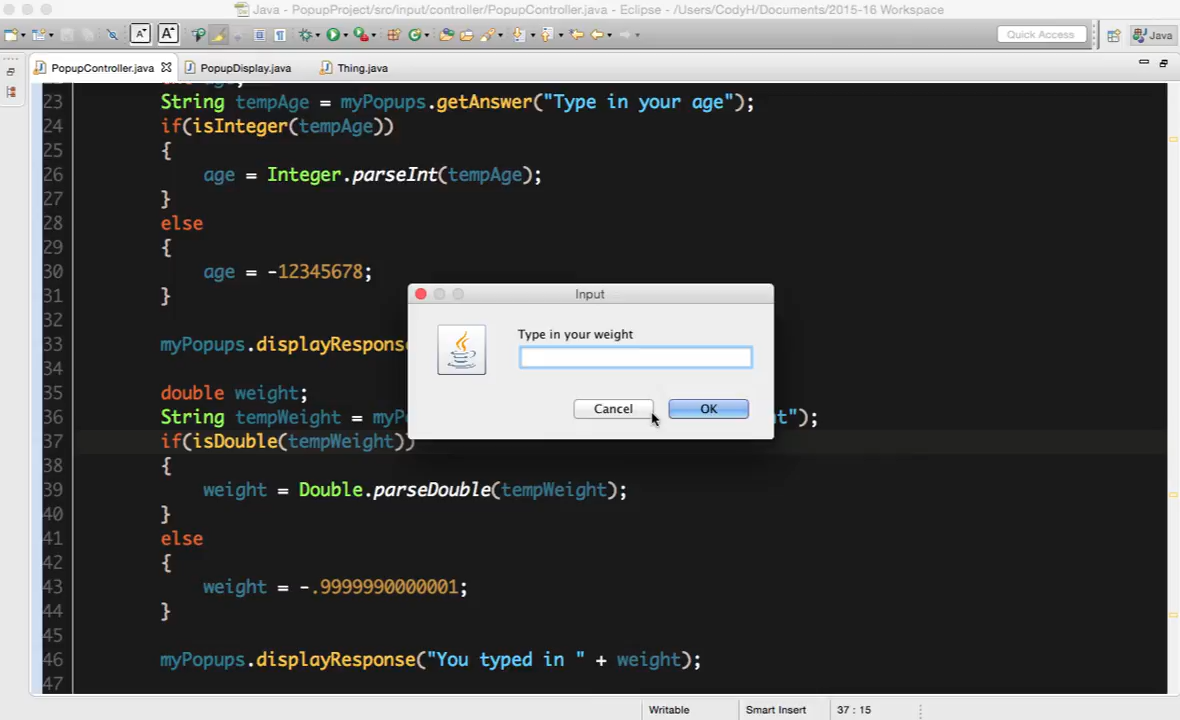 Java - PopupProject/src/input/controller/PopupController.java - Eclipse - /Users/CodyH/Documents/2015-16 Workspace
A A Quick Access Java
PopupController.java PopupDisplay.java Thing.java
23 String tempAge = myPopups.getAnswer("Type in your age");
24 if(isInteger(tempAge))
25 {
26 age = Integer.parseInt(tempAge);
27 }
28 else
29 {
30 age = -12345678;
31 }
32
33 myPopups.displayResponse
34
35 double weight;
36 String tempWeight = myP t");
37 if(isDouble(tempWeight))
38 {
39 weight = Double.parseDouble(tempWeight);
40 }
41 else
42 {
43 weight = -.9999990000001;
44 }
45
46 myPopups.displayResponse("You typed in " + weight);
47
Input
Type in your weight
Cancel OK
Writable Smart Insert 37 : 15